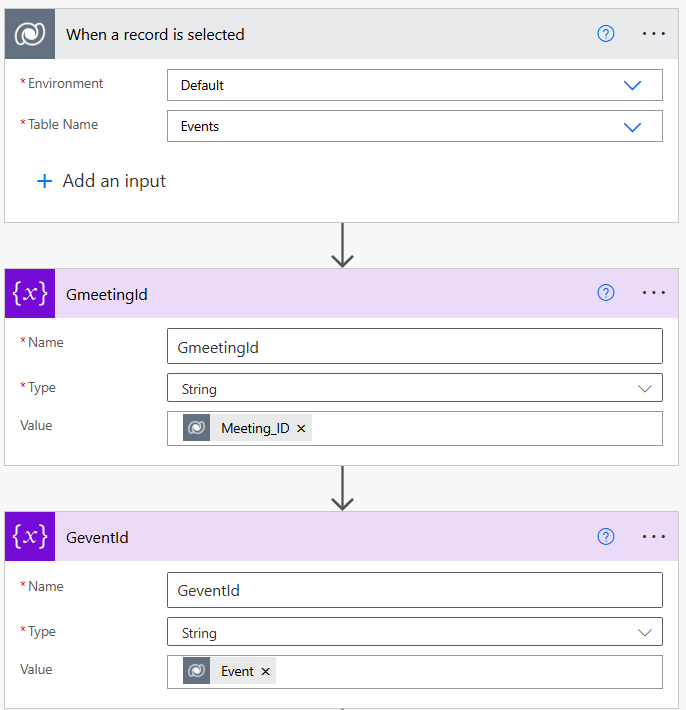 When a record is selected
* Environment
Default
* Table Name
Events
+ Add an input
{x} GmeetingId
* Name
GmeetingId
* Type
String
Value
Meeting_ID ×
{x} GeventId
* Name
GeventId
* Type
String
Value
Event ×